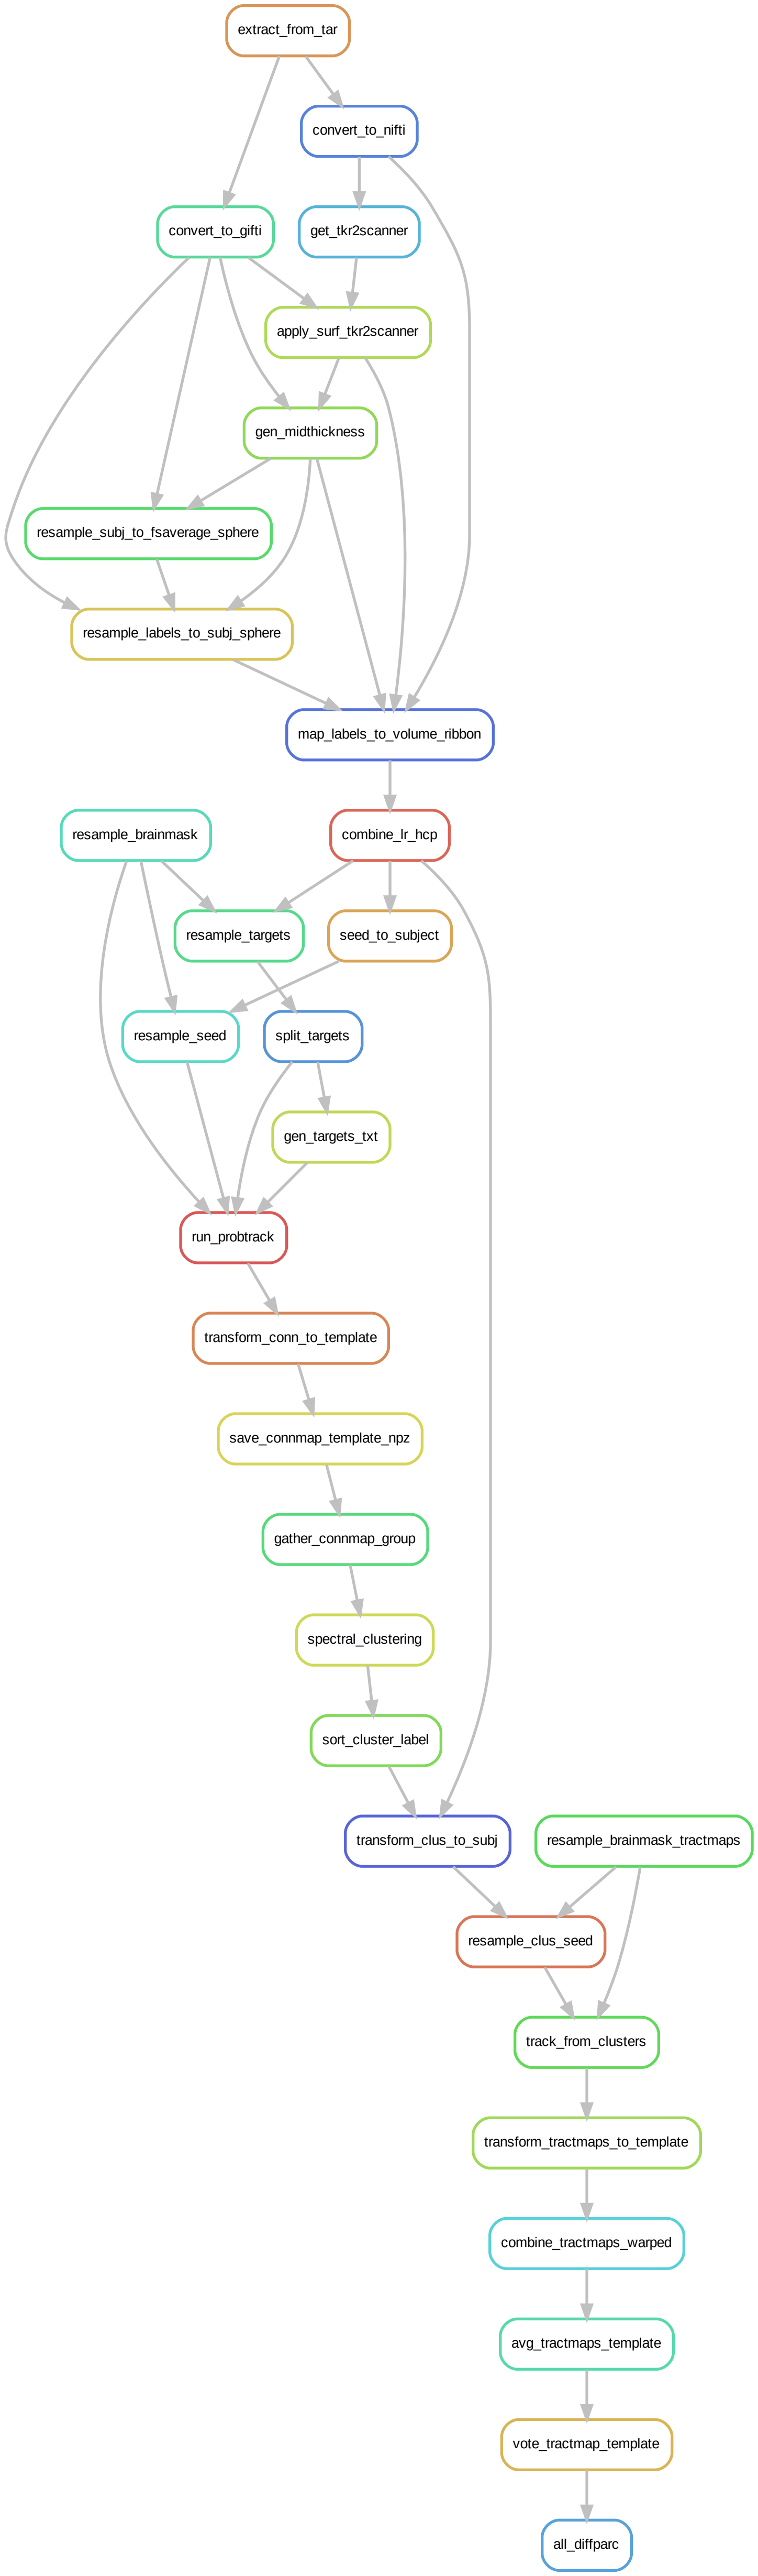 extract_from_tar
convert_to_nifti
convert_to_gifti
get_tkr2scanner
apply_surf_tkr2scanner
gen_midthickness
resample_subj_to_fsaverage_sphere
resample_labels_to_subj_sphere
map_labels_to_volume_ribbon
resample_brainmask
combine_lr_hcp
resample_targets
seed_to_subject
resample_seed
split_targets
gen_targets_txt
run_probtrack
transform_conn_to_template
save_connmap_template_npz
gather_connmap_group
spectral_clustering
sort_cluster_label
transform_clus_to_subj
resample_brainmask_tractmaps
resample_clus_seed
track_from_clusters
transform_tractmaps_to_template
combine_tractmaps_warped
avg_tractmaps_template
vote_tractmap_template
all_diffparc